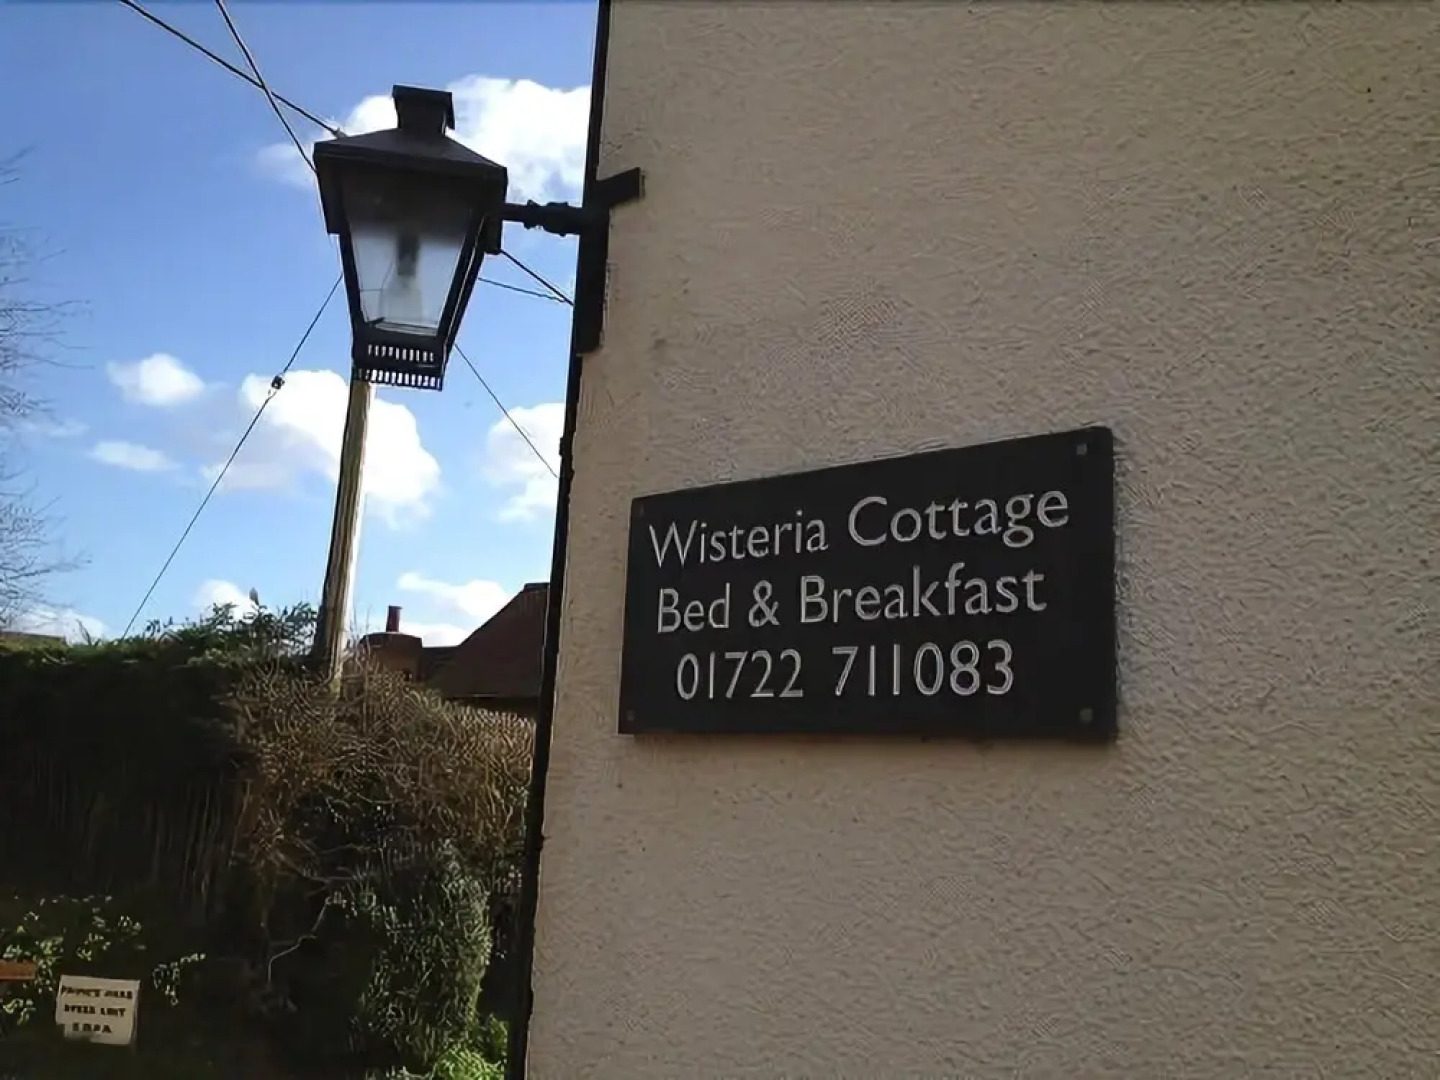 Wisteria Cottage
Bed & Breakfast
01722 711083